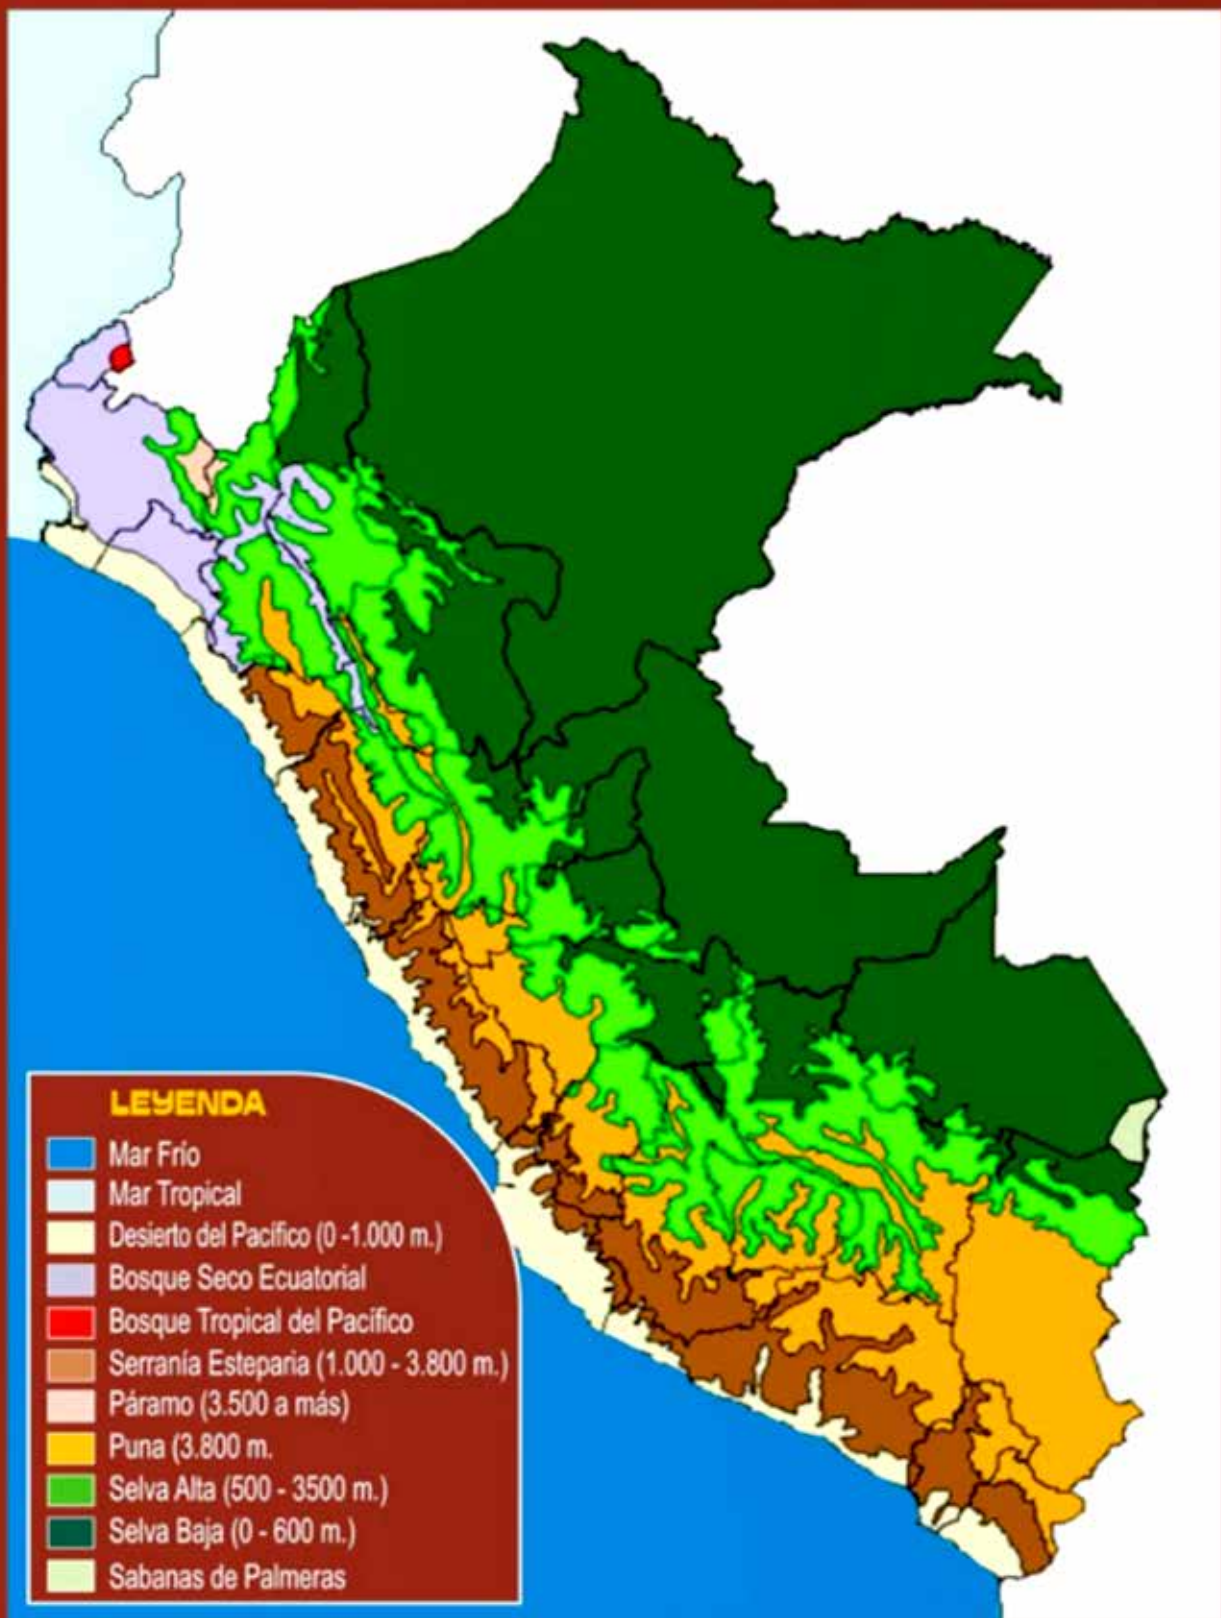 LEYENDA
Mar Frío
Mar Tropical
Desierto del Pacífico (0 -1.000 m.)
Bosque Seco Ecuatorial
Bosque Tropical del Pacífico
Serranía Esteparia (1.000 - 3.800 m.)
Páramo (3.500 a más)
Puna (3.800 m.
Selva Alta (500 - 3500 m.)
Selva Baja (0 - 600 m.)
Sabanas de Palmeras